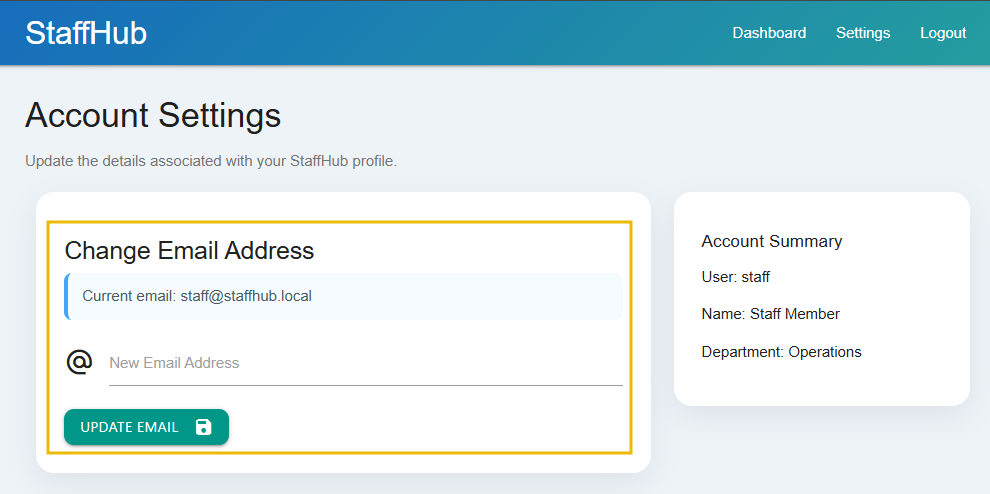 StaffHub
Dashboard Settings Logout
Account Settings
Update the details associated with your StaffHub profile.
Change Email Address
Current email: staff@staffhub.local
@ New Email Address
UPDATE EMAIL
Account Summary
User: staff
Name: Staff Member
Department: Operations